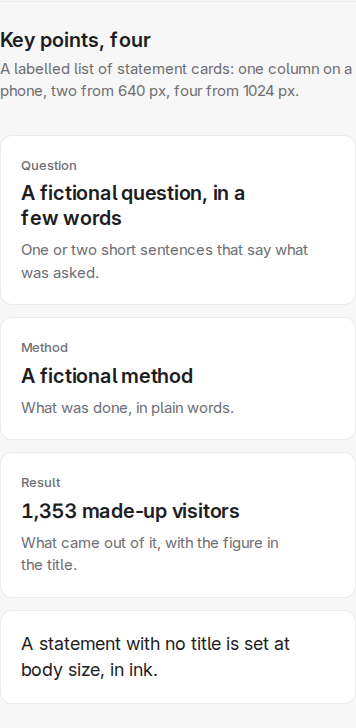 Key points, four
A labelled list of statement cards: one column on a
phone, two from 640 px, four from 1024 px.
Question
A fictional question, in a
few words
One or two short sentences that say what
was asked.
Method
A fictional method
What was done, in plain words.
Result
1,353 made-up visitors
What came out of it, with the figure in
the title.
A statement with no title is set at
body size, in ink.